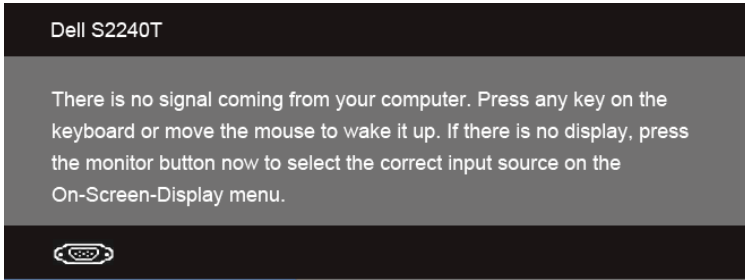 Dell S2240T
There is no signal coming from your computer. Press any key on the
keyboard or move the mouse to wake it up. If there is no display, press
the monitor button now to select the correct input source on the
On-Screen-Display menu.